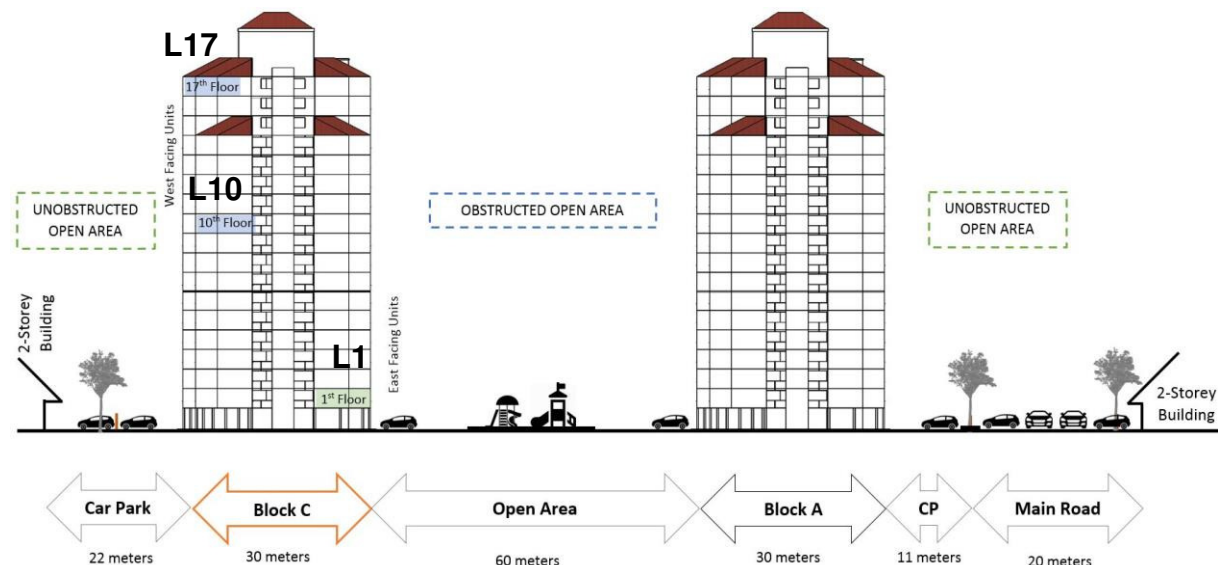 L17
17th Floor
West Facing Units
L10
10th Floor
UNOBSTRUCTED
OPEN AREA
OBSTRUCTED OPEN AREA
UNOBSTRUCTED
OPEN AREA
2-Storey
Building
East Facing Units
L1
1st Floor
2-Storey
Building
Car Park
Block C
Open Area
Block A
CP
Main Road
22 meters
30 meters
60 meters
30 meters
11 meters
20 meters